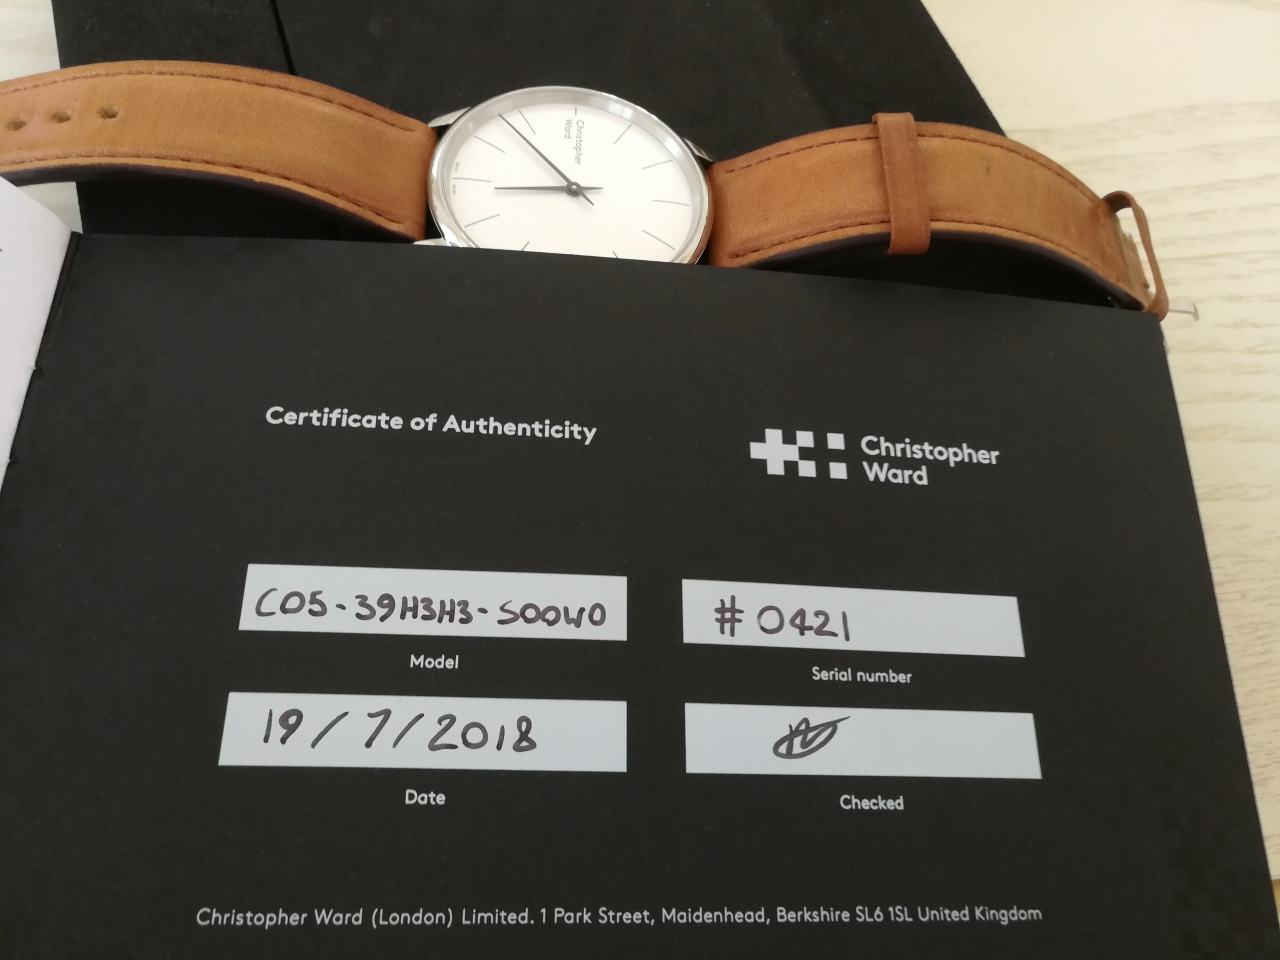 Christopher
Ward
Certificate of Authenticity
Christopher
Ward
C05-39H3H3-S00W0
Model
#0421
Serial number
19/7/2018
Date
Checked
Christopher Ward (London) Limited. 1 Park Street, Maidenhead, Berkshire SL6 1SL United Kingdom